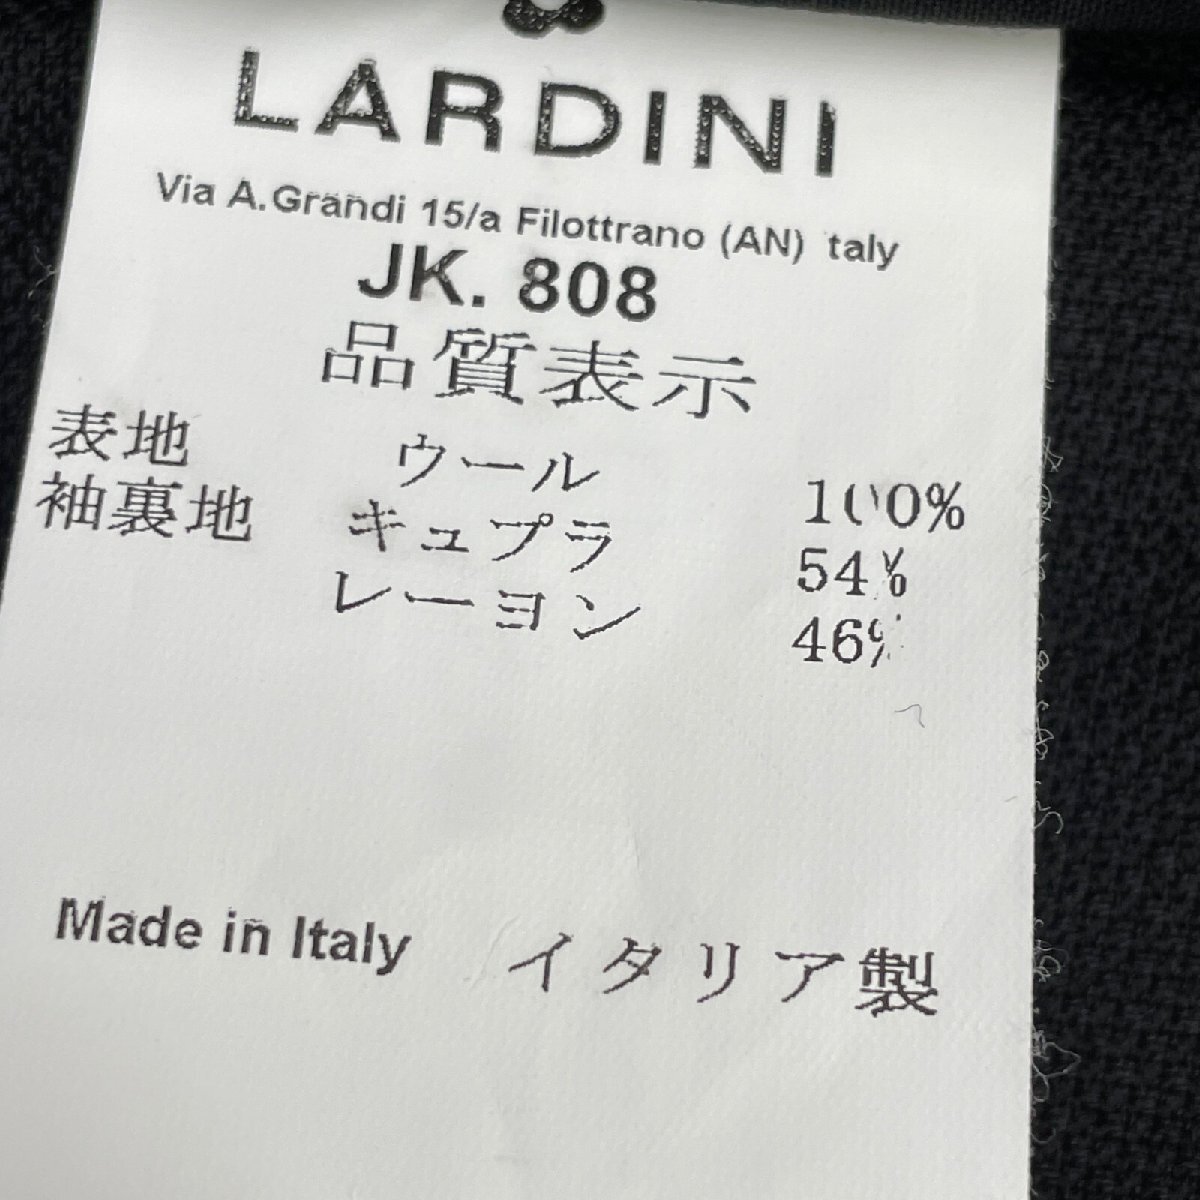 LARDINI
Via A.Grandi 15/a Filottrano (AN) taly
JK. 808
品質表示
表地 ウール 100%
袖裏地 キュプラ 54%
レーヨン 46%
Made in Italy イタリア製